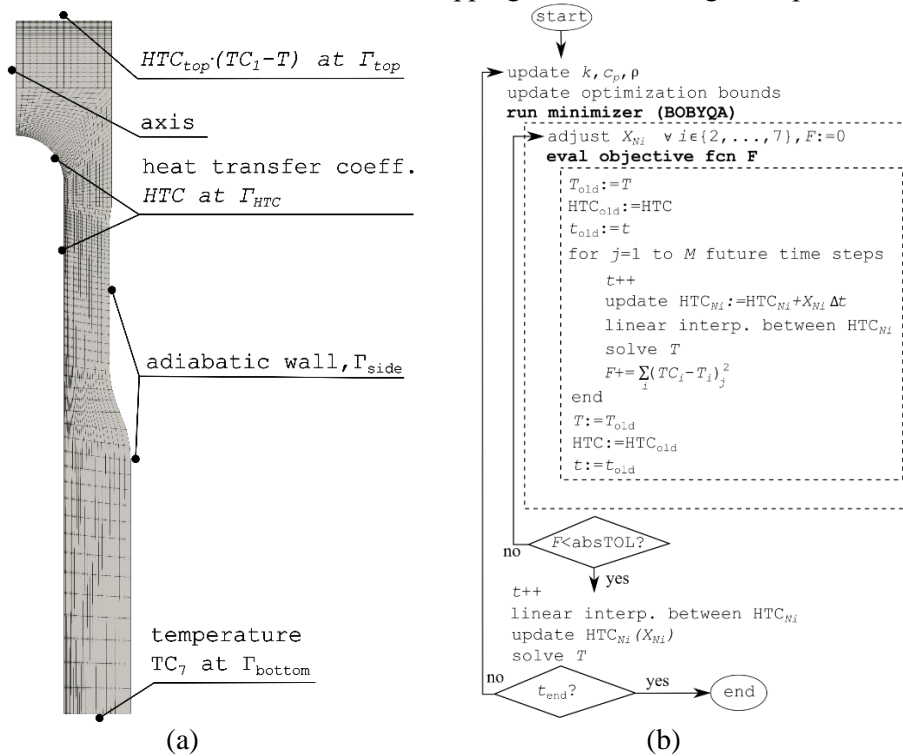 HTC_top·(TC_1-T) at Γ_top
axis
heat transfer coeff.
HTC at Γ_HTC
adiabatic wall, Γ_side
temperature
TC_7 at Γ_bottom
(a)
start
update k, c_p, ρ
update optimization bounds
run minimizer (BOBYQA)
adjust X_Ni ∀ i∈{2,...,7}, F:=0
eval objective fcn F
T_old:=T
HTC_old:=HTC
t_old:=t
for j=1 to M future time steps
t++
update HTC_Ni:=HTC_Ni+X_Ni Δt
linear interp. between HTC_Ni
solve T
F+=∑_i(TC_i-T_i)_j^2
end
T:=T_old
HTC:=HTC_old
t:=t_old
F<absTOL?
no
yes
t++
linear interp. between HTC_Ni
update HTC_Ni(X_Ni)
solve T
no
t_end?
yes
end
(b)